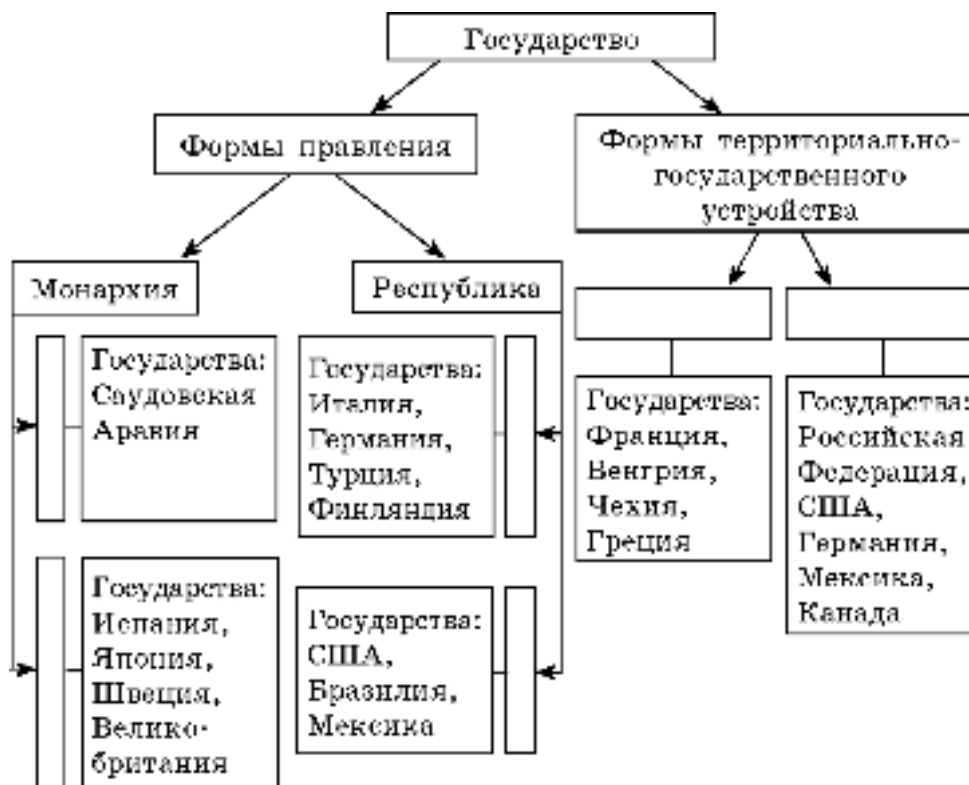 Государство
Формы правления
Формы территориально-
государственного
устройства
Монархия
Республика
Государства:
Саудовская
Аравия
Государства:
Италия,
Германия,
Турция,
Финляндия
Государства:
Франция,
Венгрия,
Чехия,
Греция
Государства:
Российская
Федерация,
США,
Германия,
Мексика,
Канада
Государства:
Испания,
Япония,
Швеция,
Велико-
британия
Государства:
США,
Бразилия,
Мексика